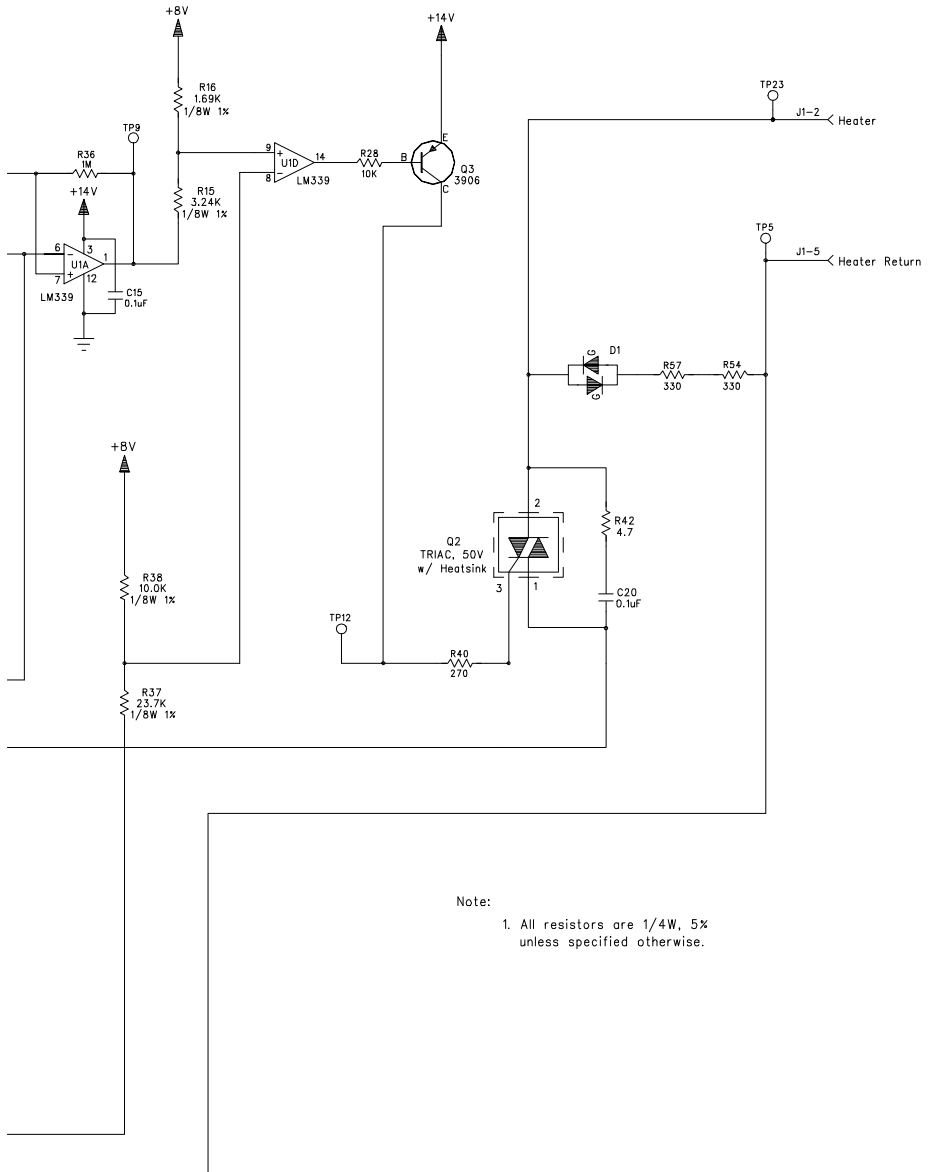 +8V
+14V
R16
1.69K
1/8W 1%
TP23
J1-2
Heater
TP9
R36
1M
9
+
U1D
14
8
−
LM339
R28
10K
B
E
C
Q3
3906
+14V
R15
3.24K
1/8W 1%
TP5
J1-5
Heater Return
6
−
3
U1A
1
7
+
12
LM339
C15
0.1uF
G
D1
G
R57
330
R54
330
+8V
2
Q2
TRIAC, 50V
w/ Heatsink
3
1
R42
4.7
R38
10.0K
1/8W 1%
C20
0.1uF
TP12
R40
270
R37
23.7K
1/8W 1%
Note:
1. All resistors are 1/4W, 5%
unless specified otherwise.